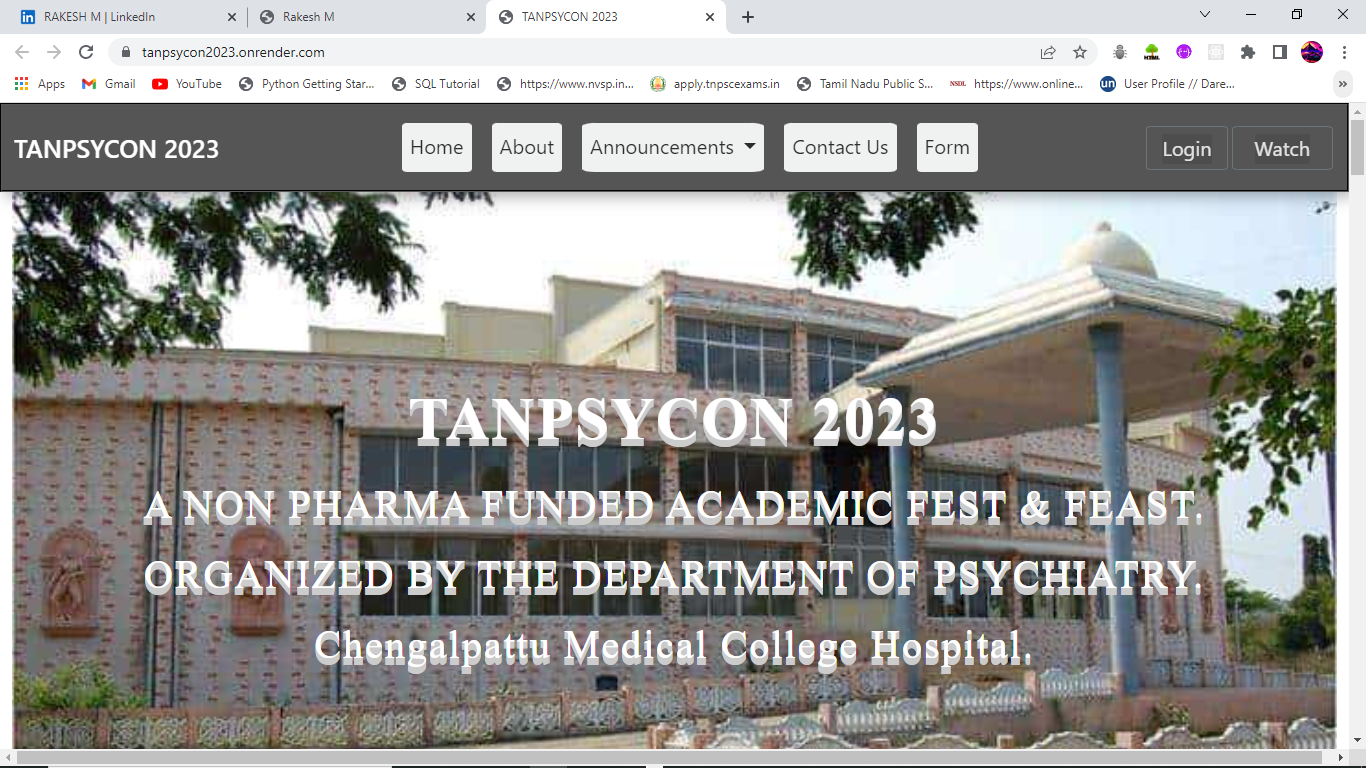 RAKESH M | LinkedIn
Rakesh M
TANPSYCON 2023
tanpsycon2023.onrender.com
Apps
Gmail
YouTube
Python Getting Star...
SQL Tutorial
https://www.nvsp.in...
apply.tnpscexams.in
Tamil Nadu Public S...
NSDL
https://www.online...
un
User Profile // Dare...
»
TANPSYCON 2023
Home
About
Announcements
Contact Us
Form
Login
Watch
TANPSYCON 2023
A NON PHARMA FUNDED ACADEMIC FEST & FEAST.
ORGANIZED BY THE DEPARTMENT OF PSYCHIATRY.
Chengalpattu Medical College Hospital.